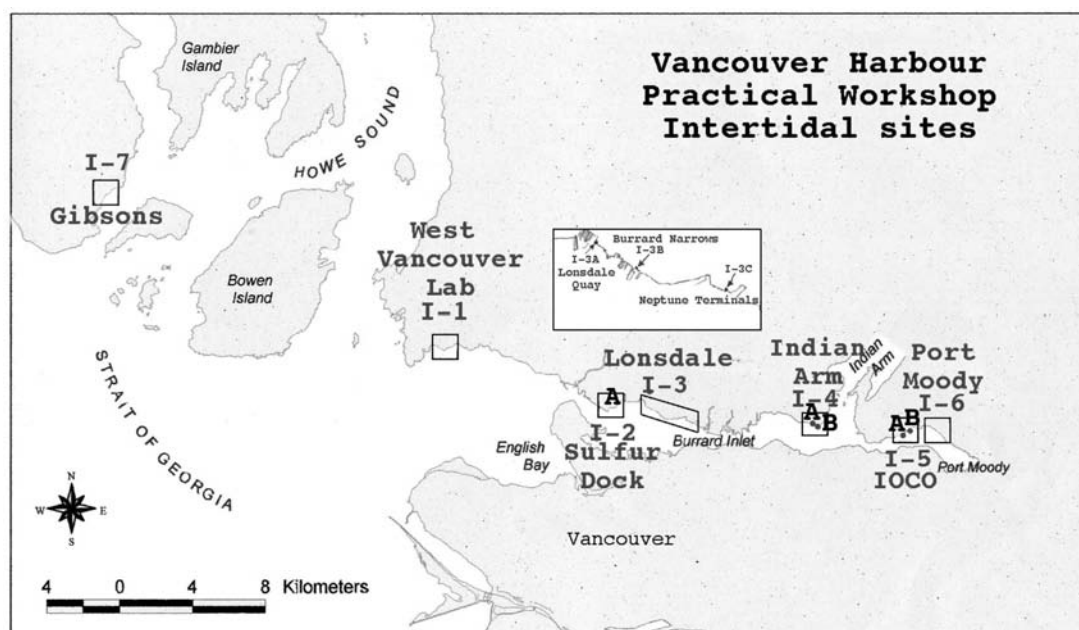 Vancouver Harbour
Practical Workshop
Intertidal sites
Gambier
Island
HOWE SOUND
I-7
Gibsons
Bowen
Island
West
Vancouver
Lab
I-1
Burrard Narrows
I-3A
I-3B
Lonsdale
Quay
I-3C
Neptune Terminals
STRAIT OF GEORGIA
Lonsdale
I-3
A
I-2
Sulfur
Dock
English
Bay
Burrard Inlet
Indian
Arm
I-4
A
B
Indian
Arm
Port
Moody
I-6
A B
I-5
IOCO
Port Moody
Vancouver
N
W E
S
4 0 4 8 Kilometers